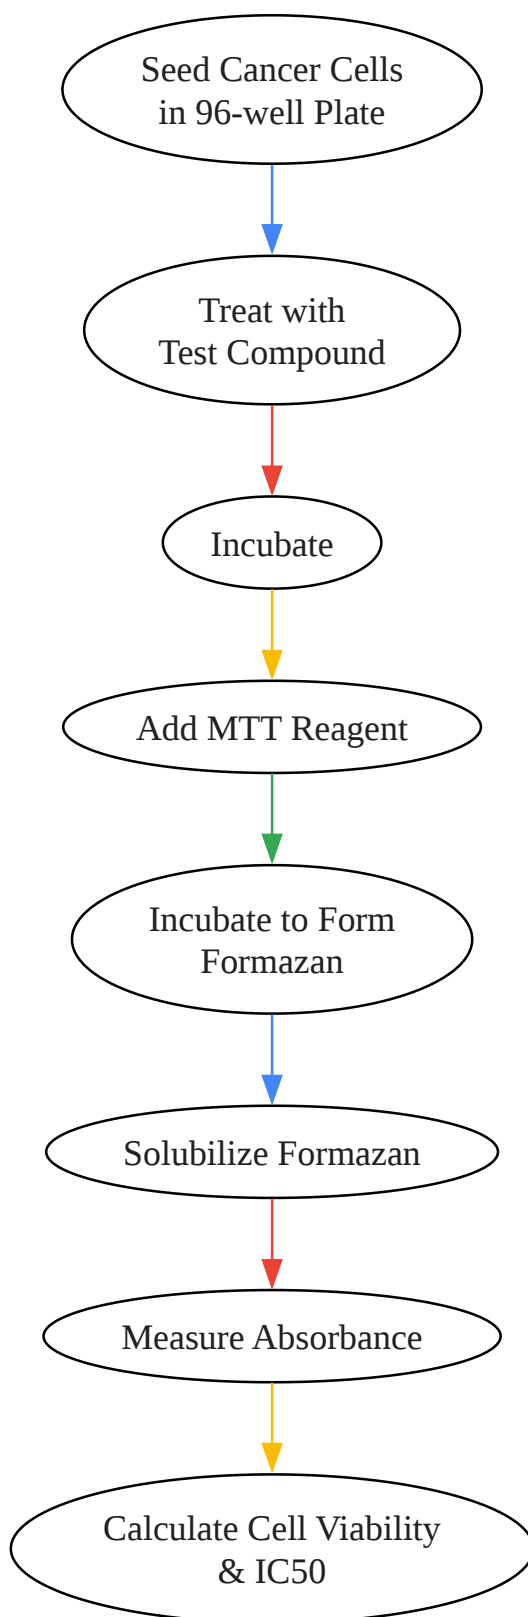 Seed Cancer Cells
in 96-well Plate
Treat with
Test Compound
Incubate
Add MTT Reagent
Incubate to Form
Formazan
Solubilize Formazan
Measure Absorbance
Calculate Cell Viability
& IC50